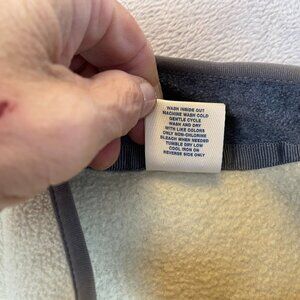 WASH INSIDE OUT
MACHINE WASH COLD
GENTLE CYCLE
WASH AND DRY
WITH LIKE COLORS
ONLY NON-CHLORINE
BLEACH WHEN NEEDED
TUMBLE DRY LOW
COOL IRON ON
REVERSE SIDE ONLY